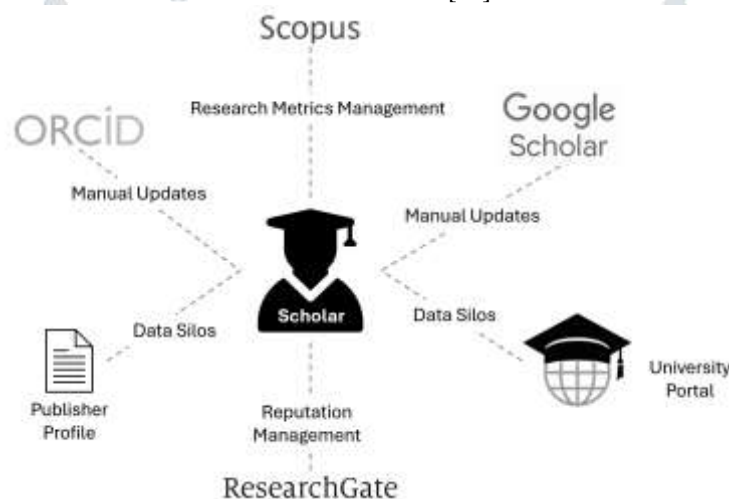 Scopus
Research Metrics Management
ORCiD
Google
Scholar
Manual Updates
Manual Updates
Scholar
Data Silos
Data Silos
Publisher
Profile
University
Portal
Reputation
Management
ResearchGate